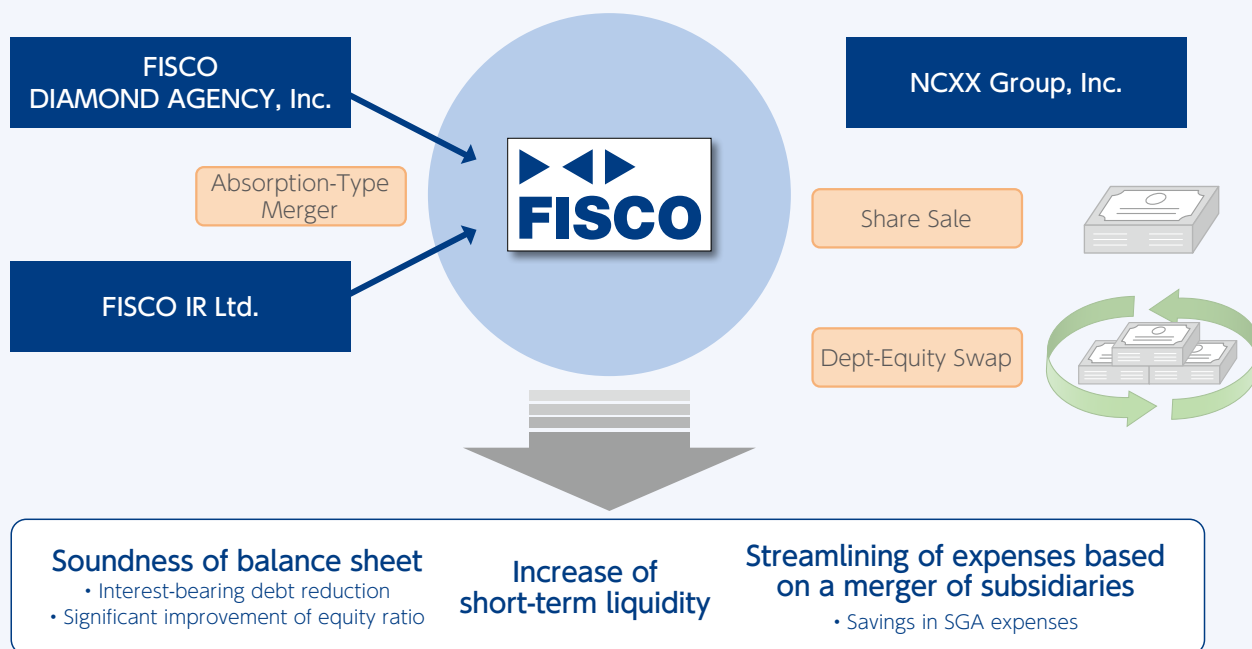 FISCO
DIAMOND AGENCY, Inc.
Absorption-Type
Merger
FISCO IR Ltd.
FISCO
NCXX Group, Inc.
Share Sale
Dept-Equity Swap
Soundness of balance sheet
• Interest-bearing debt reduction
• Significant improvement of equity ratio
Increase of
short-term liquidity
Streamlining of expenses based
on a merger of subsidiaries
• Savings in SGA expenses